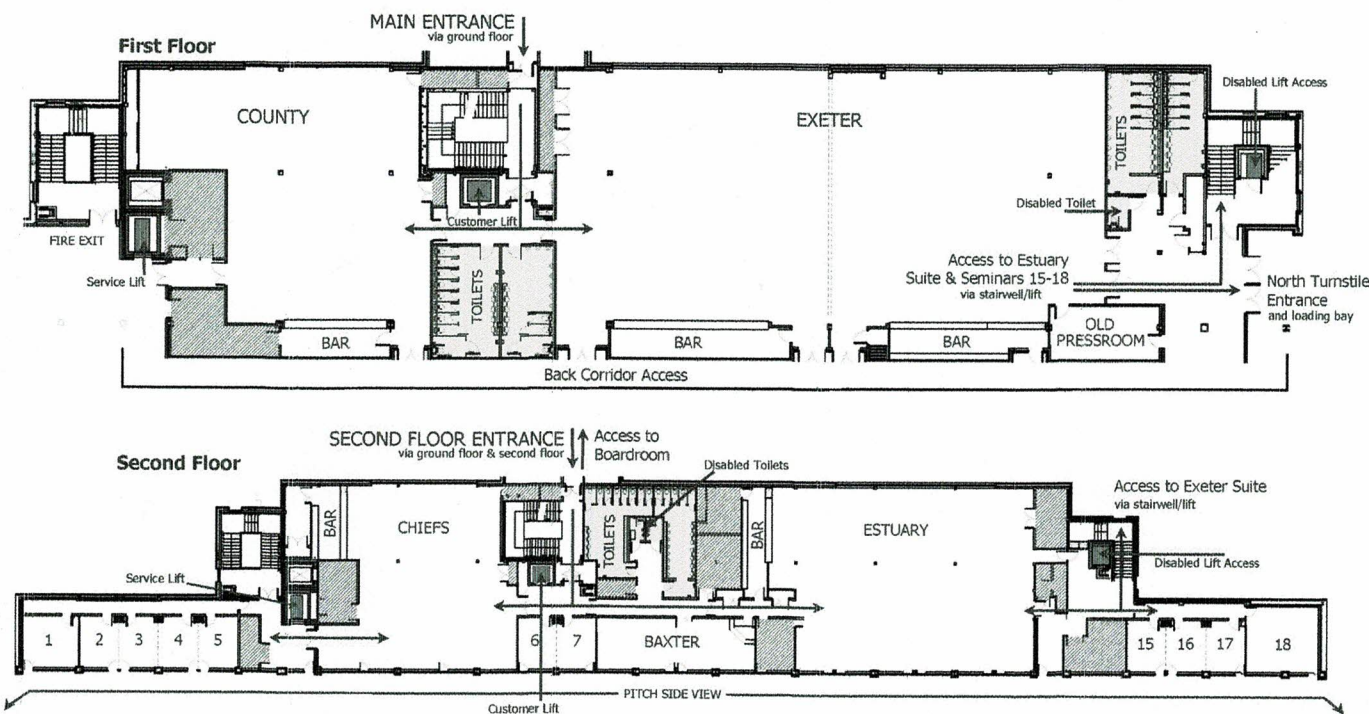 MAIN ENTRANCE
via ground floor
First Floor
COUNTY
EXETER
TOILETS
Disabled Lift Access
Customer Lift
Disabled Toilet
FIRE EXIT
Service Lift
TOILETS
Access to Estuary
Suite & Seminars 15-18
via stairwell/lift
North Turnstile
Entrance
and loading bay
BAR
BAR
BAR
OLD
PRESSROOM
Back Corridor Access
SECOND FLOOR ENTRANCE
via ground floor & second floor
Access to
Boardroom
Second Floor
Disabled Toilets
BAR
CHIEFS
TOILETS
BAR
ESTUARY
Access to Exeter Suite
via stairwell/lift
Service Lift
Disabled Lift Access
1
2
3
4
5
6
7
BAXTER
15
16
17
18
PITCH SIDE VIEW
Customer Lift